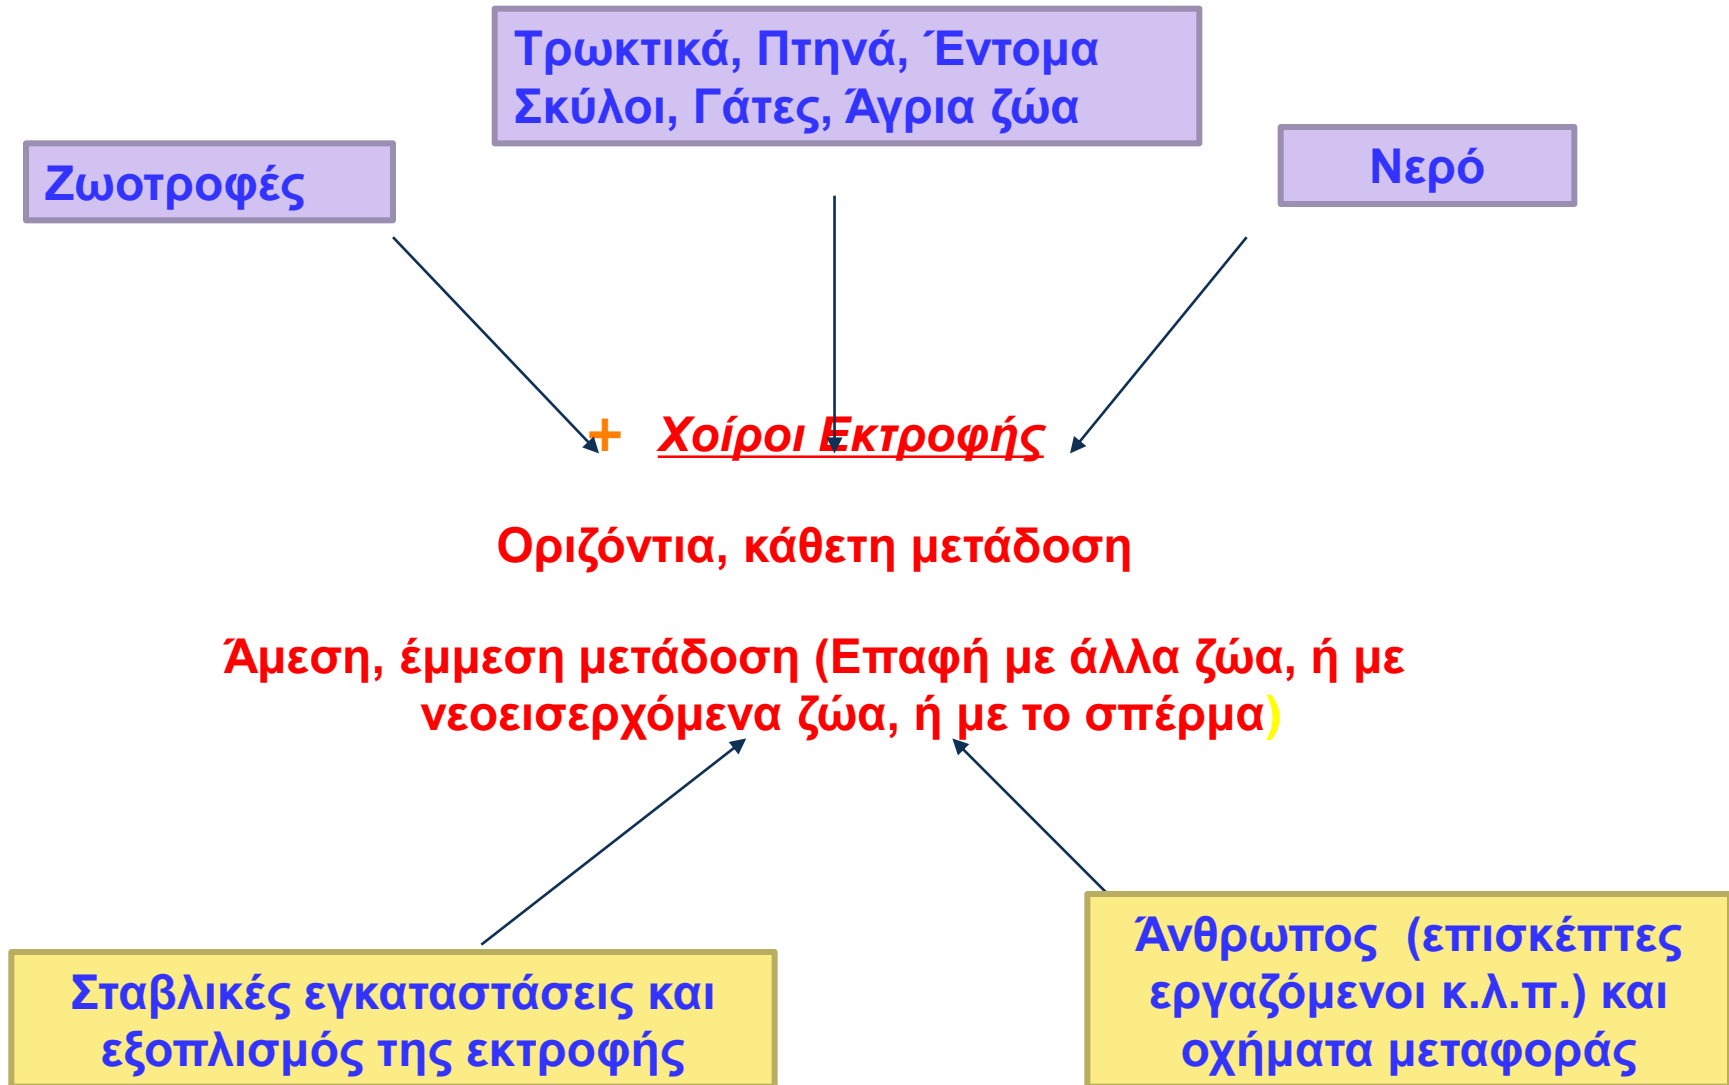 Τρωκτικά, Πτηνά, Έντομα
Σκύλοι, Γάτες, Άγρια ζώα
Ζωοτροφές
Νερό
+ Χοίροι Εκτροφής
Οριζόντια, κάθετη μετάδοση
Άμεση, έμμεση μετάδοση (Επαφή με άλλα ζώα, ή με
νεοεισερχόμενα ζώα, ή με το σπέρμα)
Σταβλικές εγκαταστάσεις και
εξοπλισμός της εκτροφής
Άνθρωπος (επισκέπτες
εργαζόμενοι κ.λ.π.) και
οχήματα μεταφοράς